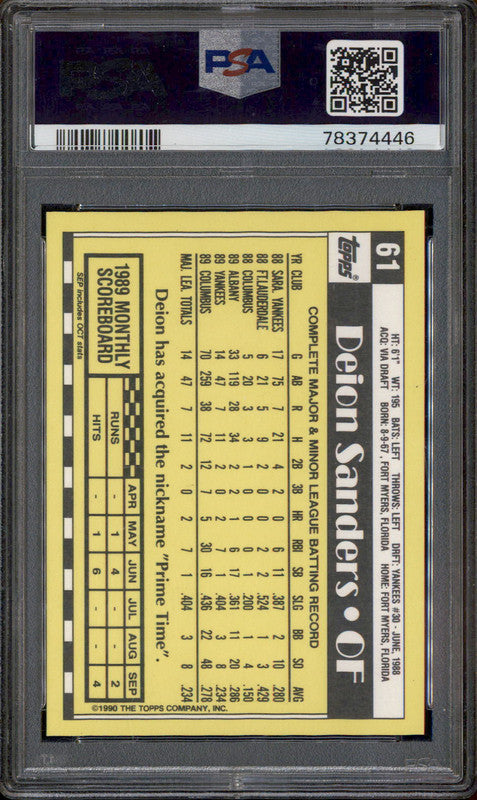 PSA
78374446
61
topps®
Deion Sanders • OF
HT: 6'1" WT: 195 BATS: LEFT THROWS: LEFT DRFT: YANKEES #30 - JUNE, 1988
ACQ: VIA DRAFT BORN: 8-9-67, FORT MYERS, FLORIDA HOME: FORT MYERS, FLORIDA
COMPLETE MAJOR & MINOR LEAGUE BATTING RECORD
YR CLUB G AB R H 2B 3B HR RBI SB SLG BB SO AVG
88 SARA. YANKEES 17 75 7 21 4 2 0 6 11 .387 2 10 .280
88 FT.LAUDERDALE 6 21 5 9 2 0 0 2 2 .524 1 3 .429
88 COLUMBUS 5 20 3 3 1 0 0 0 1 .200 1 4 .150
89 ALBANY 33 119 28 34 2 2 1 6 17 .361 11 20 .286
89 YANKEES 14 47 7 11 2 0 2 7 1 .404 3 8 .234
89 COLUMBUS 70 259 38 72 12 7 5 30 16 .436 22 48 .278
MAJ. LEA. TOTALS 14 47 7 11 2 0 2 7 1 .404 3 8 .234
Deion has acquired the nickname "Prime Time".
1989 MONTHLY SCOREBOARD
APR MAY JUN JUL AUG SEP
RUNS - 1 4 - - 2
HITS - 1 6 - - 4
SEP includes OCT stats
©1990 THE TOPPS COMPANY, INC.